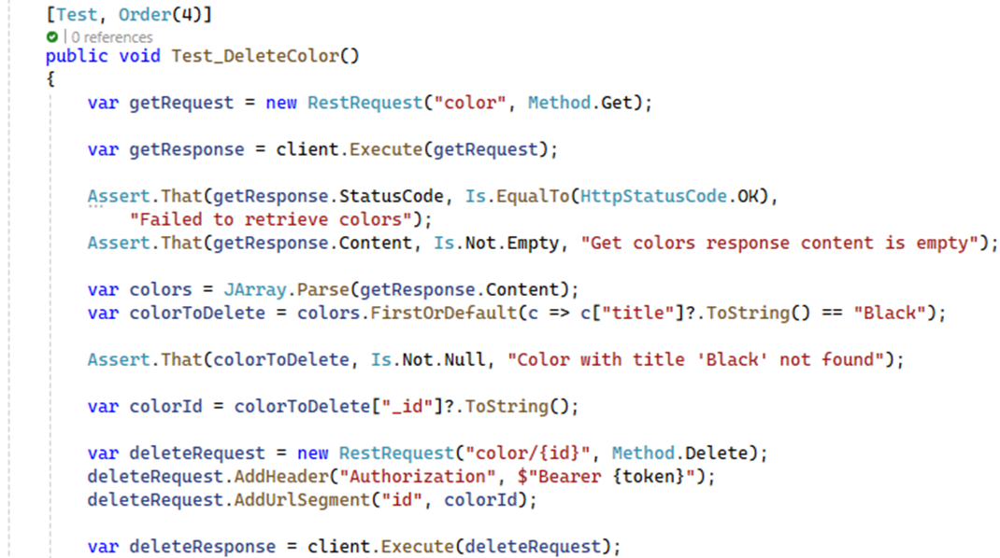 [Test, Order(4)]
| 0 references
public void Test_DeleteColor()
{
var getRequest = new RestRequest("color", Method.Get);
var getResponse = client.Execute(getRequest);
Assert.That(getResponse.StatusCode, Is.EqualTo(HttpStatusCode.OK),
"Failed to retrieve colors");
Assert.That(getResponse.Content, Is.Not.Empty, "Get colors response content is empty");
var colors = JArray.Parse(getResponse.Content);
var colorToDelete = colors.FirstOrDefault(c => c["title"]?.ToString() == "Black");
Assert.That(colorToDelete, Is.Not.Null, "Color with title 'Black' not found");
var colorId = colorToDelete["_id"]?.ToString();
var deleteRequest = new RestRequest("color/{id}", Method.Delete);
deleteRequest.AddHeader("Authorization", $"Bearer {token}");
deleteRequest.AddUrlSegment("id", colorId);
var deleteResponse = client.Execute(deleteRequest);